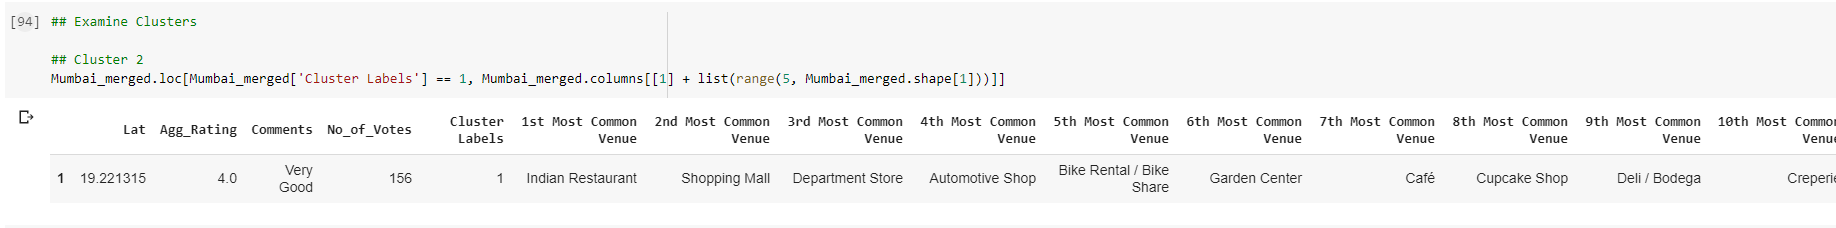 [94] ## Examine Clusters
## Cluster 2
Mumbai_merged.loc[Mumbai_merged['Cluster Labels'] == 1, Mumbai_merged.columns[[1] + list(range(5, Mumbai_merged.shape[1]))]]
Lat Agg_Rating Comments No_of_Votes Cluster Labels 1st Most Common Venue 2nd Most Common Venue 3rd Most Common Venue 4th Most Common Venue 5th Most Common Venue 6th Most Common Venue 7th Most Common Venue 8th Most Common Venue 9th Most Common Venue 10th Most Common Venue
1 19.221315 4.0 Very Good 156 1 Indian Restaurant Shopping Mall Department Store Automotive Shop Bike Rental / Bike Share Garden Center Café Cupcake Shop Deli / Bodega Creperie